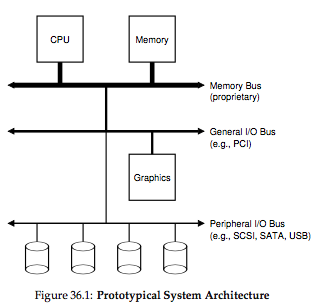 CPU
Memory
Memory Bus
(proprietary)
General I/O Bus
(e.g., PCI)
Graphics
Peripheral I/O Bus
(e.g., SCSI, SATA, USB)
Figure 36.1: Prototypical System Architecture